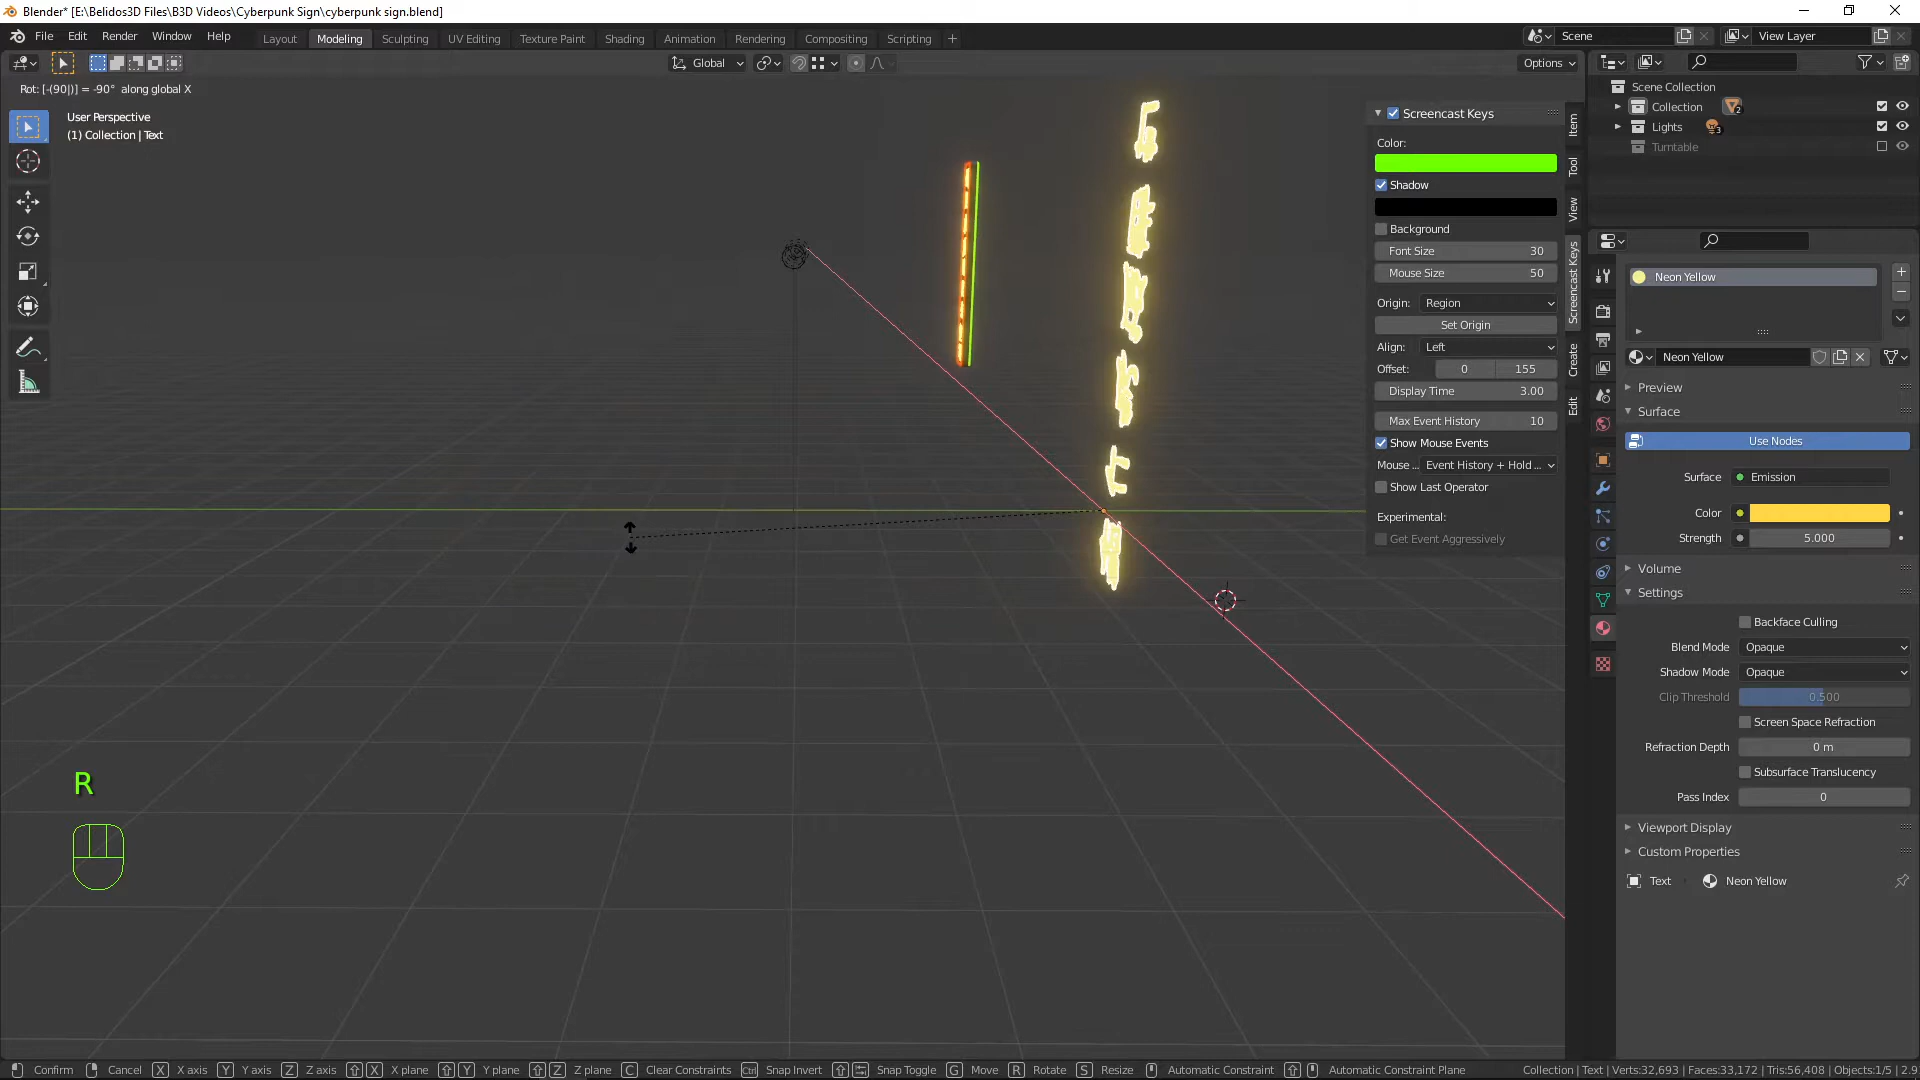 Blender* [E:\Belidos3D Files\B3D Videos\Cyberpunk Sign\cyberpunk sign.blend]
File Edit Render Window Help Layout Modeling Sculpting UV Editing Texture Paint Shading Animation Rendering Compositing Scripting + Scene View Layer
Global Options
Rot: [-(90|)] = -90° along global X
User Perspective
(1) Collection | Text
Screencast Keys
Color:
Shadow
Background
Font Size 30
Mouse Size 50
Origin: Region
Set Origin
Align: Left
Offset: 0 155
Display Time 3.00
Max Event History 10
Show Mouse Events
Mouse ... Event History + Hold ...
Show Last Operator
Experimental:
Get Event Aggressively
Item
Tool
View
Screencast Keys
Create
Edit
Scene Collection
Collection 2
Lights 3
Turntable
Neon Yellow
Neon Yellow
Preview
Surface
Use Nodes
Surface Emission
Color
Strength 5.000
Volume
Settings
Backface Culling
Blend Mode Opaque
Shadow Mode Opaque
Clip Threshold 0.500
Screen Space Refraction
Refraction Depth 0 m
Subsurface Translucency
Pass Index 0
Viewport Display
Custom Properties
Text Neon Yellow
R
Confirm Cancel X X axis Y Y axis Z Z axis X X plane Y Y plane Z Z plane C Clear Constraints Ctrl Snap Invert Snap Toggle G Move R Rotate S Resize Automatic Constraint Automatic Constraint Plane Collection | Text | Verts:32,693 | Faces:33,172 | Tris:56,408 | Objects:1/5 | 2.9